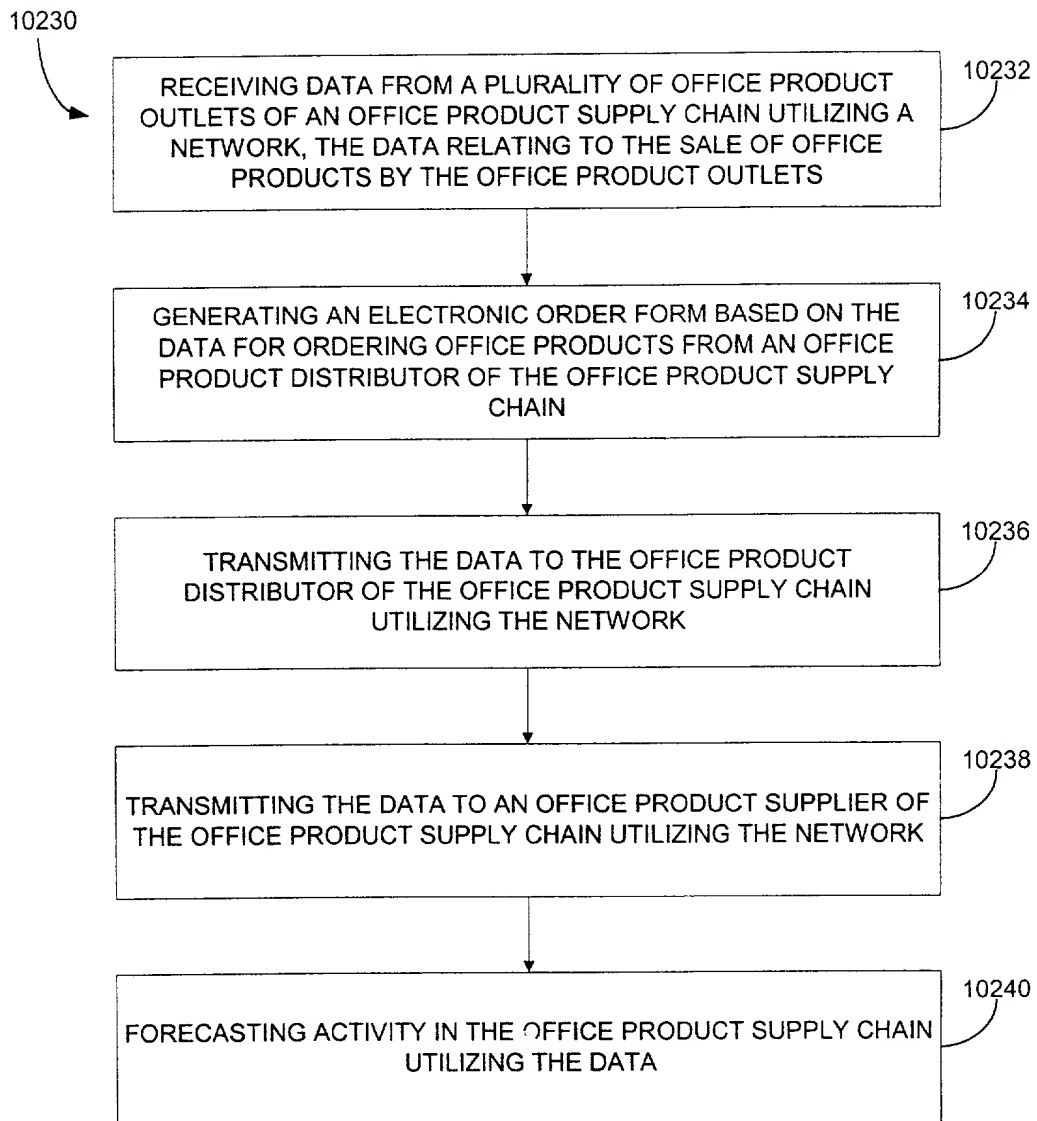 10230
RECEIVING DATA FROM A PLURALITY OF OFFICE PRODUCT
OUTLETS OF AN OFFICE PRODUCT SUPPLY CHAIN UTILIZING A
NETWORK, THE DATA RELATING TO THE SALE OF OFFICE
PRODUCTS BY THE OFFICE PRODUCT OUTLETS
10232
GENERATING AN ELECTRONIC ORDER FORM BASED ON THE
DATA FOR ORDERING OFFICE PRODUCTS FROM AN OFFICE
PRODUCT DISTRIBUTOR OF THE OFFICE PRODUCT SUPPLY
CHAIN
10234
TRANSMITTING THE DATA TO THE OFFICE PRODUCT
DISTRIBUTOR OF THE OFFICE PRODUCT SUPPLY CHAIN
UTILIZING THE NETWORK
10236
TRANSMITTING THE DATA TO AN OFFICE PRODUCT SUPPLIER OF
THE OFFICE PRODUCT SUPPLY CHAIN UTILIZING THE NETWORK
10238
FORECASTING ACTIVITY IN THE OFFICE PRODUCT SUPPLY CHAIN
UTILIZING THE DATA
10240